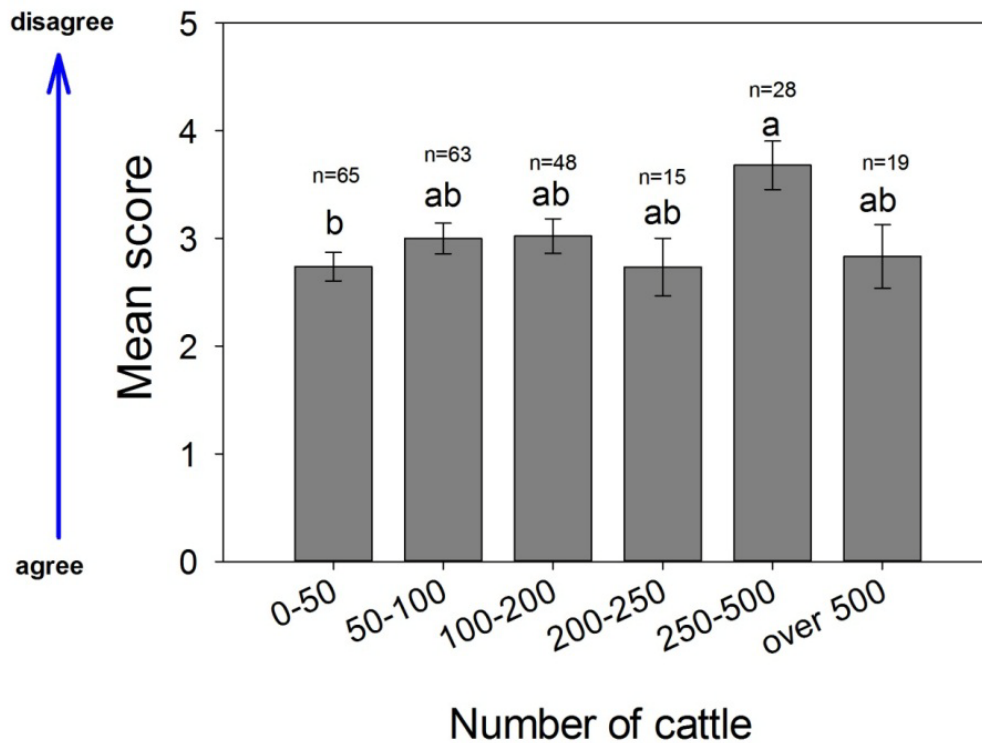 disagree
agree
Mean score
5
4
3
2
1
0
n=65
b
n=63
ab
n=48
ab
n=15
ab
n=28
a
n=19
ab
0-50
50-100
100-200
200-250
250-500
over 500
Number of cattle